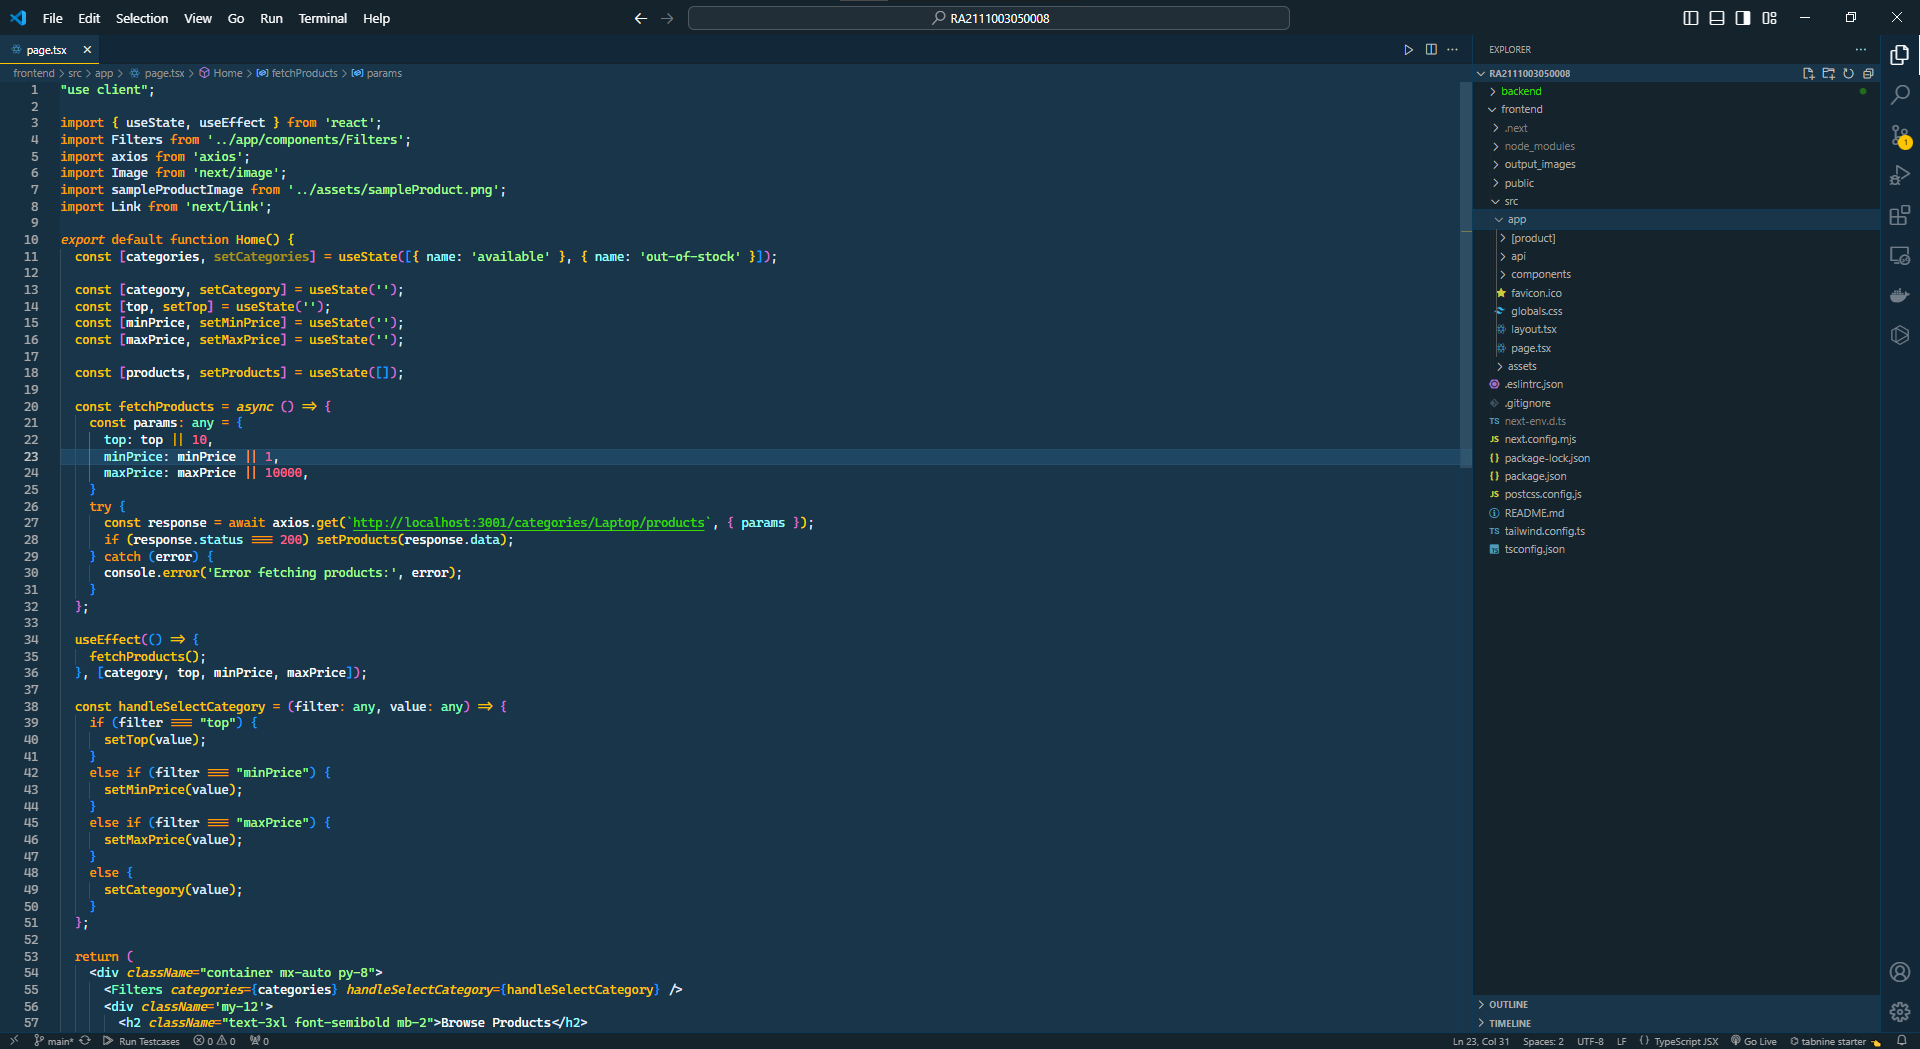 File Edit Selection View Go Run Terminal Help
RA2111003050008
page.tsx
frontend > src > app > page.tsx > Home > fetchProducts > params
1 "use client";
2
3 import { useState, useEffect } from 'react';
4 import Filters from '../app/components/Filters';
5 import axios from 'axios';
6 import Image from 'next/image';
7 import sampleProductImage from '../assets/sampleProduct.png';
8 import Link from 'next/link';
9
10 export default function Home() {
11 const [categories, setCategories] = useState([{ name: 'available' }, { name: 'out-of-stock' }]);
12
13 const [category, setCategory] = useState('');
14 const [top, setTop] = useState('');
15 const [minPrice, setMinPrice] = useState('');
16 const [maxPrice, setMaxPrice] = useState('');
17
18 const [products, setProducts] = useState([]);
19
20 const fetchProducts = async () => {
21 const params: any = {
22 top: top || 10,
23 minPrice: minPrice || 1,
24 maxPrice: maxPrice || 10000,
25 }
26 try {
27 const response = await axios.get(`http://localhost:3001/categories/Laptop/products`, { params });
28 if (response.status === 200) setProducts(response.data);
29 } catch (error) {
30 console.error('Error fetching products:', error);
31 }
32 };
33
34 useEffect(() => {
35 fetchProducts();
36 }, [category, top, minPrice, maxPrice]);
37
38 const handleSelectCategory = (filter: any, value: any) => {
39 if (filter === "top") {
40 setTop(value);
41 }
42 else if (filter === "minPrice") {
43 setMinPrice(value);
44 }
45 else if (filter === "maxPrice") {
46 setMaxPrice(value);
47 }
48 else {
49 setCategory(value);
50 }
51 };
52
53 return (
54 <div className="container mx-auto py-8">
55 <Filters categories={categories} handleSelectCategory={handleSelectCategory} />
56 <div className='my-12'>
57 <h2 className="text-3xl font-semibold mb-2">Browse Products</h2>
EXPLORER
RA2111003050008
backend
frontend
.next
node_modules
output_images
public
src
app
[product]
api
components
favicon.ico
globals.css
layout.tsx
page.tsx
assets
.eslintrc.json
.gitignore
TS next-env.d.ts
JS next.config.mjs
{} package-lock.json
{} package.json
JS postcss.config.js
README.md
TS tailwind.config.ts
tsconfig.json
OUTLINE
TIMELINE
1
main* Run Testcases 0 0 0
Ln 23, Col 31 Spaces: 2 UTF-8 LF {} TypeScript JSX Go Live tabnine starter